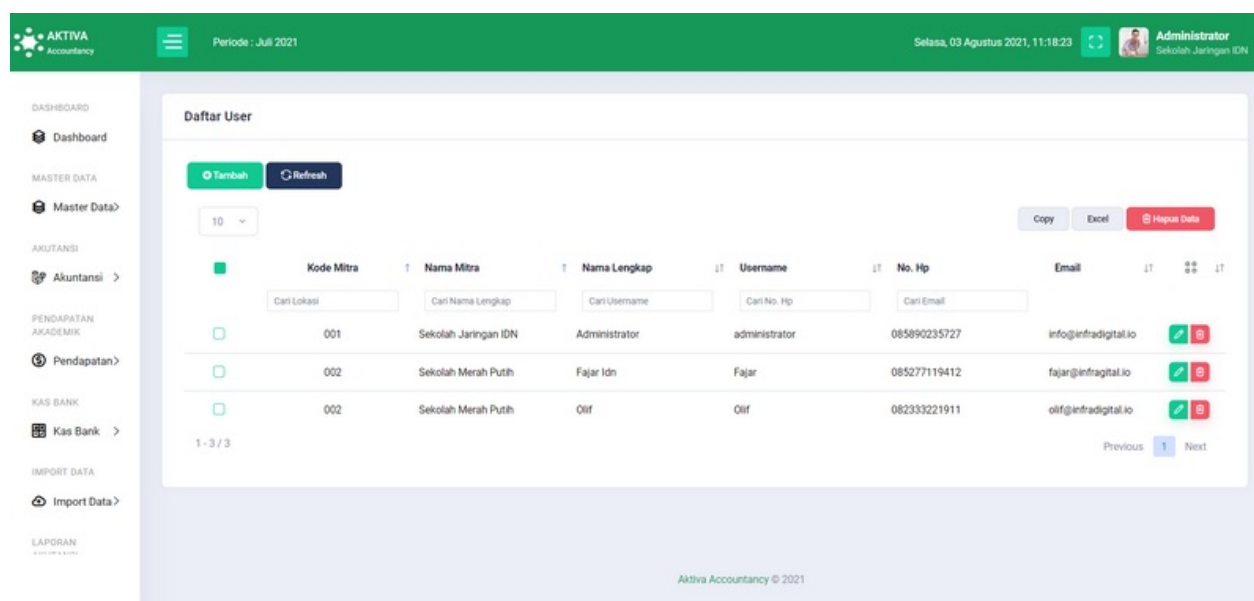 AKTIVA
Accountancy
Periode : Juli 2021
Selasa, 03 Agustus 2021, 11:18:23
Administrator
Sekolah Jaringan IDN
DASHBOARD
Dashboard
MASTER DATA
Master Data
AKUTANSI
Akuntansi
PENDAPATAN
AKADEMIK
Pendapatan
KAS BANK
Kas Bank
IMPORT DATA
Import Data
LAPORAN
Daftar User
Tambah Refresh
10
Copy Excel Hapus Data
Kode Mitra Nama Mitra Nama Lengkap Username No. Hp Email
Cari Lokasi Cari Nama Lengkap Cari Username Cari No. Hp Cari Email
001 Sekolah Jaringan IDN Administrator administrator 085890235727 info@infradigital.io
002 Sekolah Merah Putih Fajar Idn Fajar 085277119412 fajar@infragital.io
002 Sekolah Merah Putih Olif Olif 082333221911 olif@infradigital.io
1 - 3 / 3
Previous 1 Next
Aktiva Accountancy © 2021